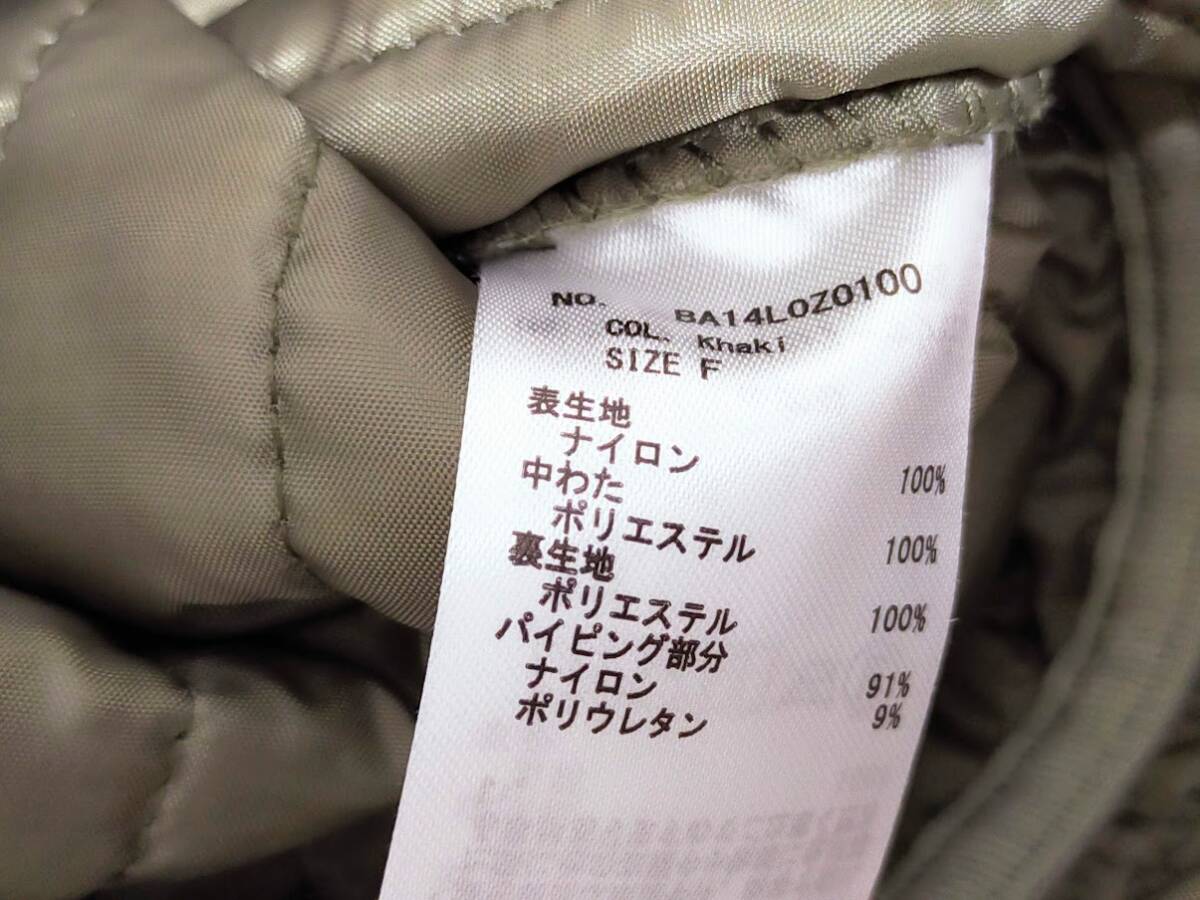 NO. BA14L0Z0100
COL. Khaki
SIZE F
表生地
ナイロン 100%
中わた
ポリエステル 100%
裏生地
ポリエステル 100%
パイピング部分
ナイロン 91%
ポリウレタン 9%